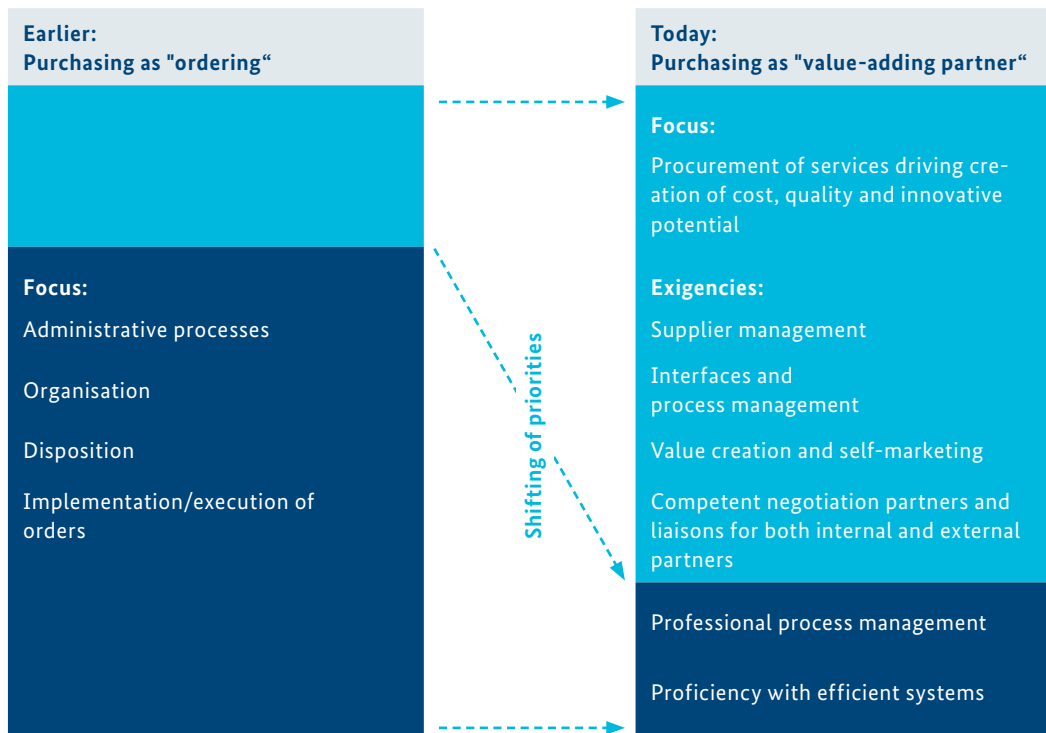 Earlier:
Purchasing as "ordering“
Focus:
Administrative processes
Organisation
Disposition
Implementation/execution of
orders
Shifting of priorities
Today:
Purchasing as "value-adding partner“
Focus:
Procurement of services driving cre-
ation of cost, quality and innovative
potential
Exigencies:
Supplier management
Interfaces and
process management
Value creation and self-marketing
Competent negotiation partners and
liaisons for both internal and external
partners
Professional process management
Proficiency with efficient systems